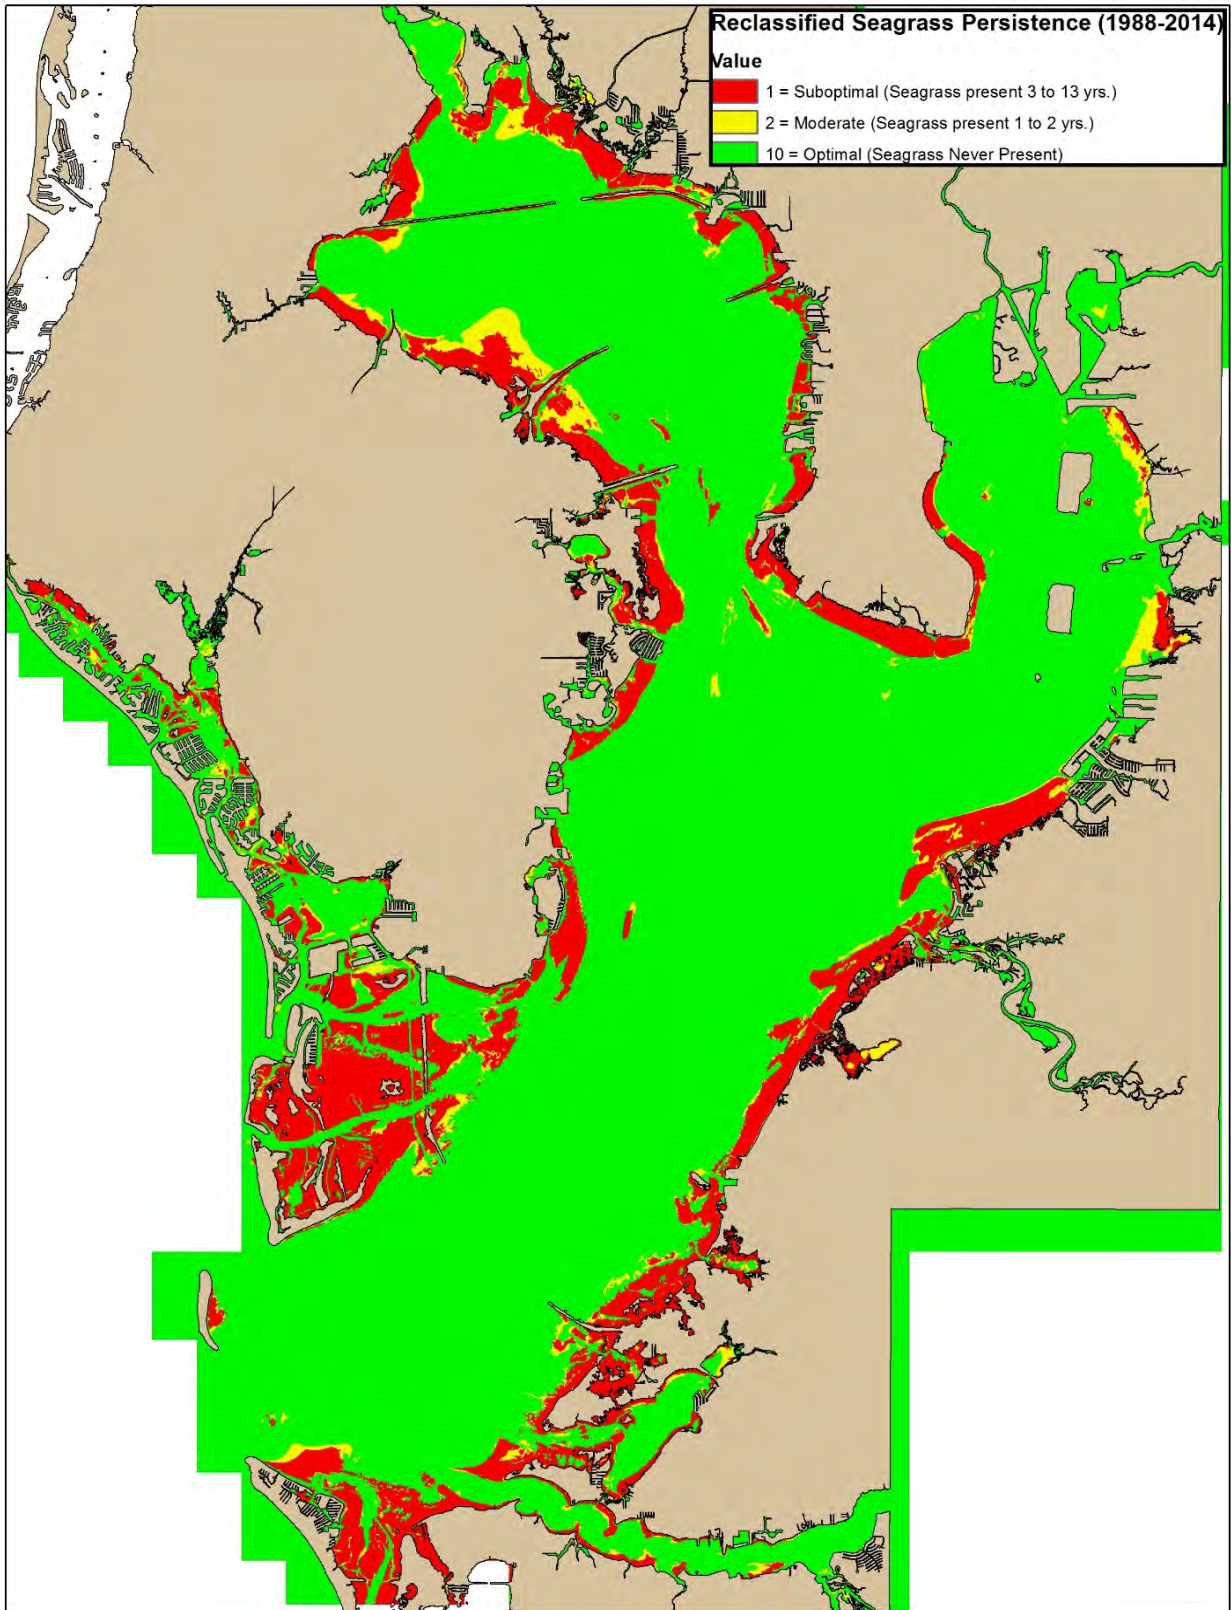 Reclassified Seagrass Persistence (1988-2014)
Value
1 = Suboptimal (Seagrass present 3 to 13 yrs.)
2 = Moderate (Seagrass present 1 to 2 yrs.)
10 = Optimal (Seagrass Never Present)